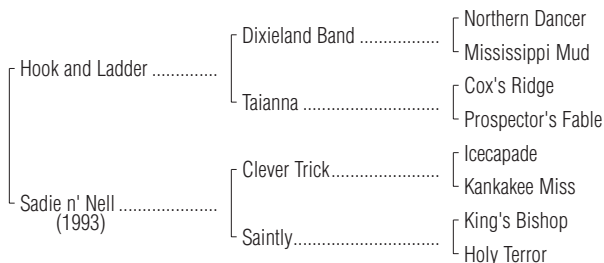 Northern Dancer
Dixieland Band ..................
Mississippi Mud
Hook and Ladder ..............
Cox's Ridge
Taianna ..............................
Prospector's Fable
Icecapade
Clever Trick........................
Kankakee Miss
Sadie n' Nell .....................
(1993)
King's Bishop
Saintly................................
Holy Terror